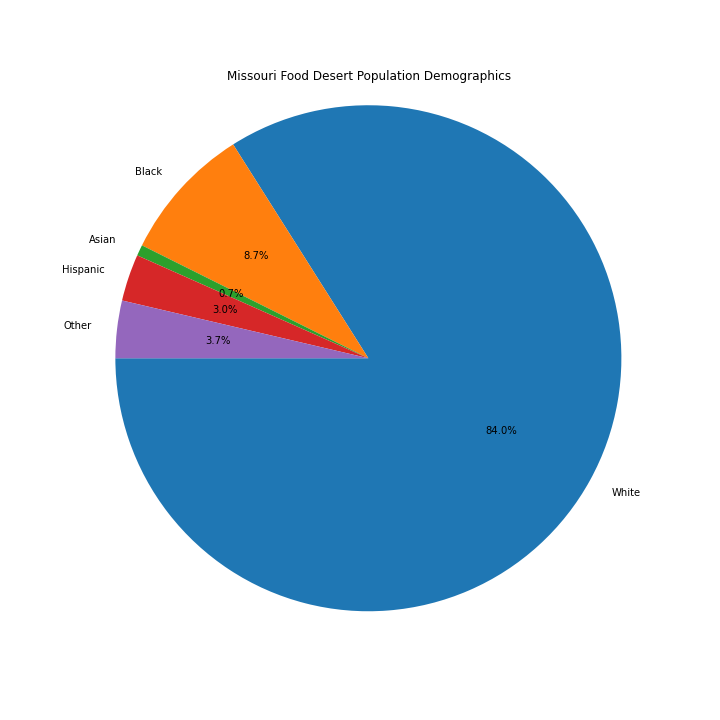 Missouri Food Desert Population Demographics
Black
8.7%
Asian
0.7%
Hispanic
3.0%
Other
3.7%
84.0%
White